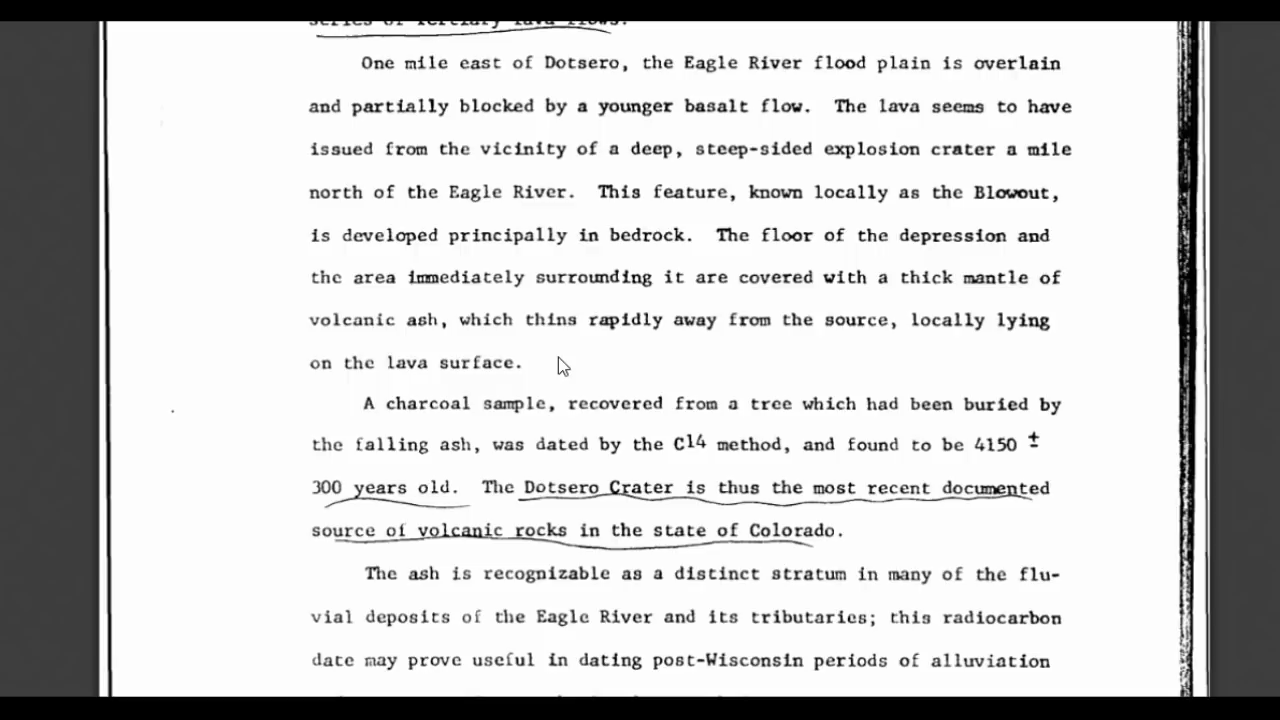 series of Tertiary lava flows.
One mile east of Dotsero, the Eagle River flood plain is overlain
and partially blocked by a younger basalt flow. The lava seems to have
issued from the vicinity of a deep, steep-sided explosion crater a mile
north of the Eagle River. This feature, known locally as the Blowout,
is developed principally in bedrock. The floor of the depression and
the area immediately surrounding it are covered with a thick mantle of
volcanic ash, which thins rapidly away from the source, locally lying
on the lava surface.
A charcoal sample, recovered from a tree which had been buried by
the falling ash, was dated by the C14 method, and found to be 4150 ±
300 years old. The Dotsero Crater is thus the most recent documented
source of volcanic rocks in the state of Colorado.
The ash is recognizable as a distinct stratum in many of the flu-
vial deposits of the Eagle River and its tributaries; this radiocarbon
date may prove useful in dating post-Wisconsin periods of alluviation